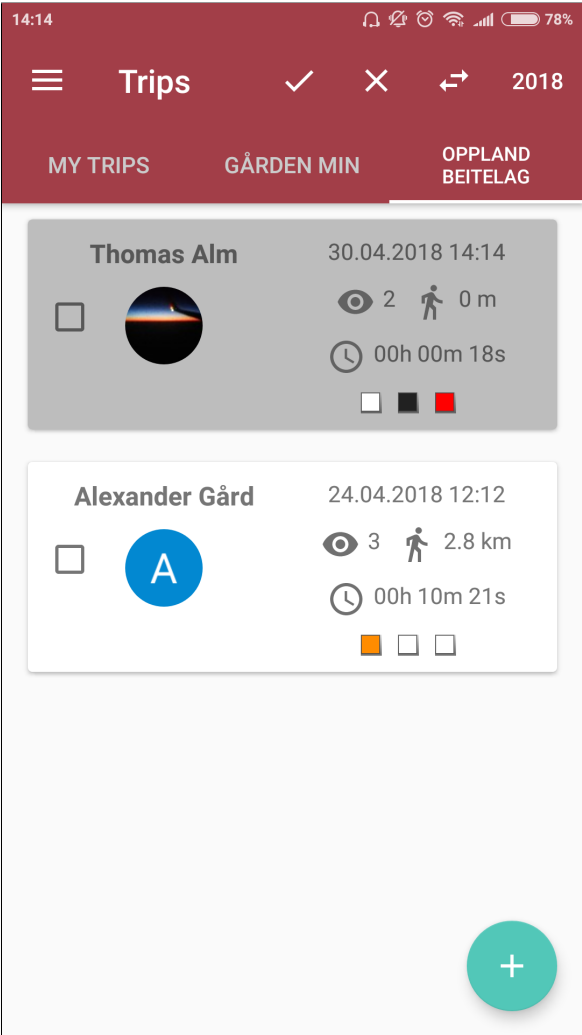 14:14 78%
Trips 2018
MY TRIPS GÅRDEN MIN OPPLAND BEITELAG
Thomas Alm 30.04.2018 14:14
2 0 m
00h 00m 18s
Alexander Gård 24.04.2018 12:12
A 3 2.8 km
00h 10m 21s
+